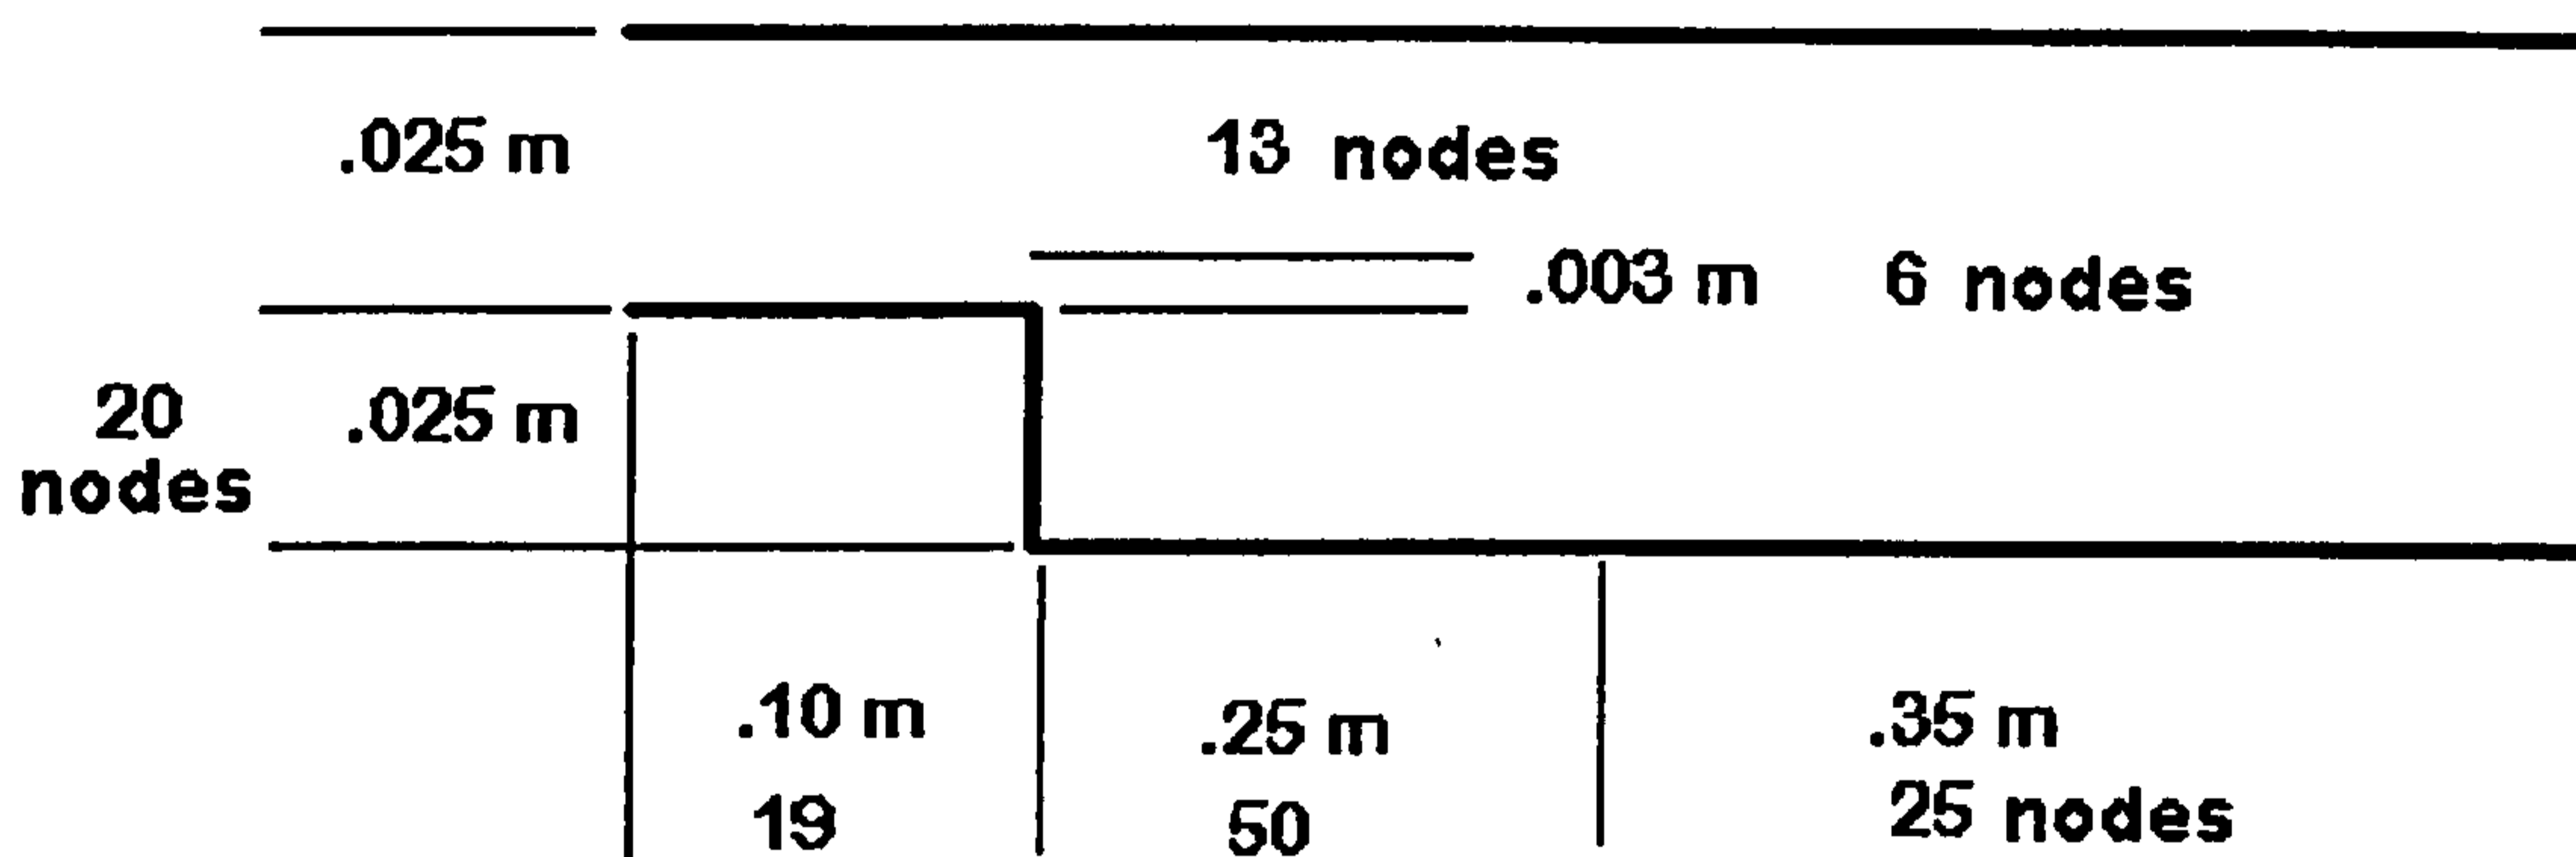 .025 m
13 nodes
.003 m 6 nodes
20
nodes
.025 m
.10 m
.25 m
.35 m
19
50
25 nodes